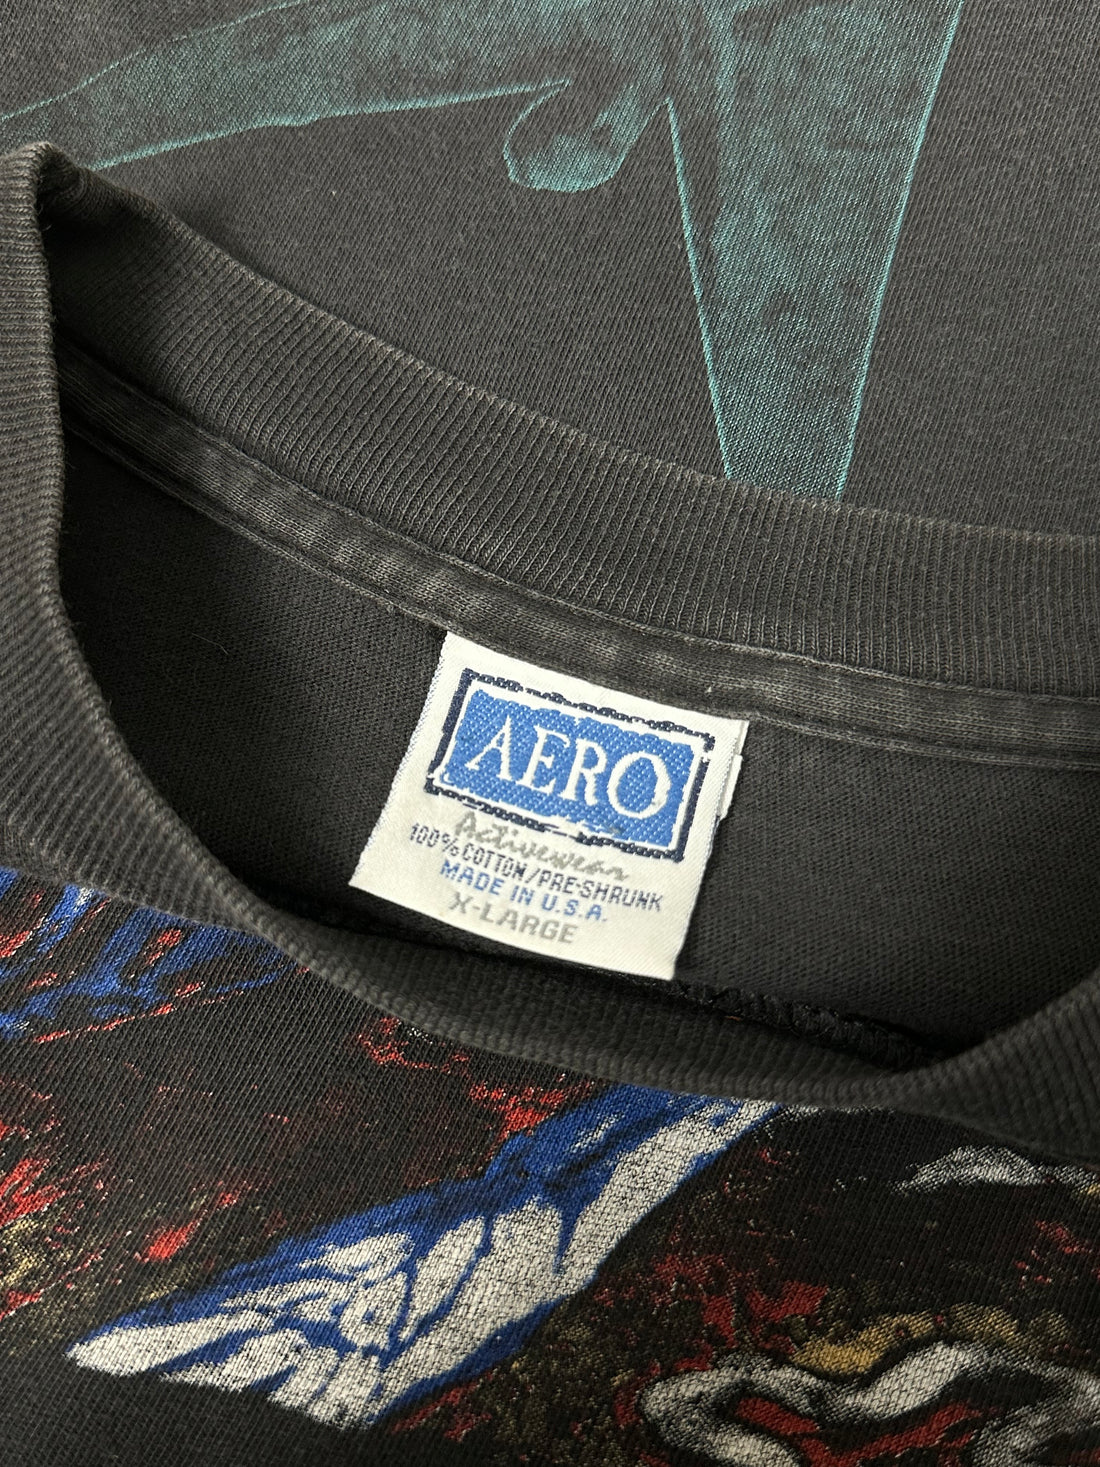 AERO
Activewear
100% COTTON/PRE-SHRUNK
MADE IN U.S.A.
X-LARGE